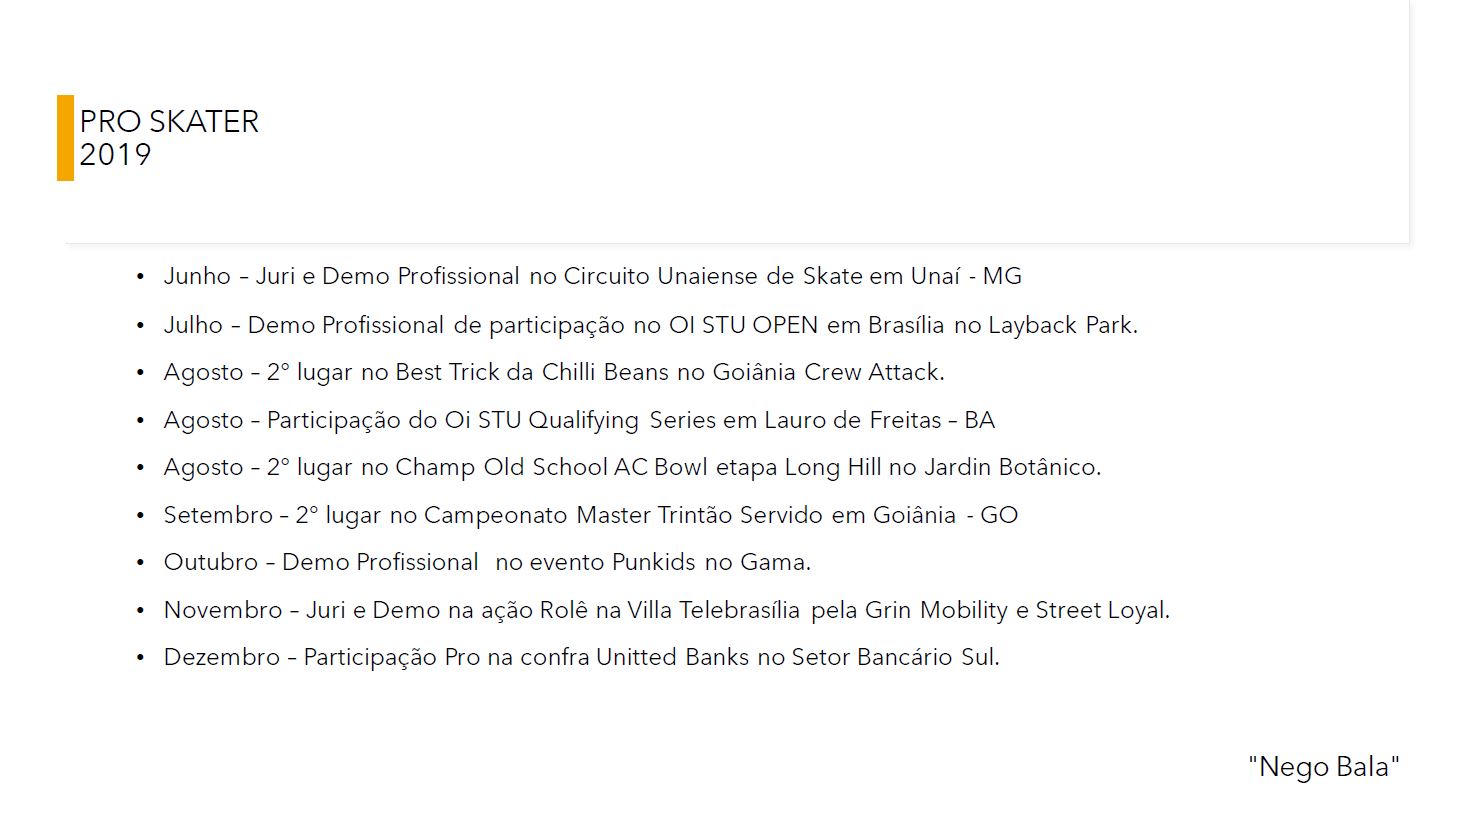 PRO SKATER
2019
• Junho – Juri e Demo Profissional no Circuito Unaiense de Skate em Unaí - MG
• Julho – Demo Profissional de participação no OI STU OPEN em Brasília no Layback Park.
• Agosto – 2° lugar no Best Trick da Chilli Beans no Goiânia Crew Attack.
• Agosto – Participação do Oi STU Qualifying Series em Lauro de Freitas – BA
• Agosto – 2° lugar no Champ Old School AC Bowl etapa Long Hill no Jardin Botânico.
• Setembro – 2° lugar no Campeonato Master Trintão Servido em Goiânia - GO
• Outubro – Demo Profissional no evento Punkids no Gama.
• Novembro – Juri e Demo na ação Rolê na Villa Telebrasília pela Grin Mobility e Street Loyal.
• Dezembro – Participação Pro na confra Unitted Banks no Setor Bancário Sul.
"Nego Bala"